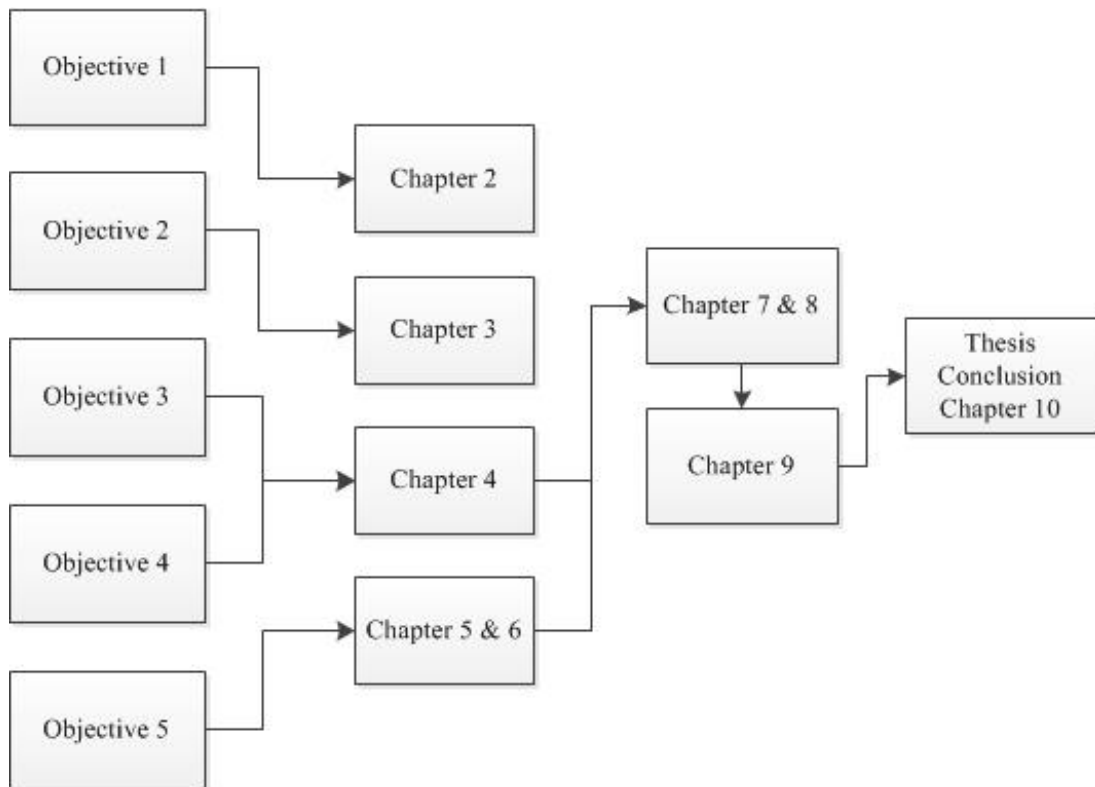 Objective 1
Chapter 2
Objective 2
Chapter 3
Chapter 7 & 8
Thesis
Conclusion
Chapter 10
Objective 3
Chapter 4
Chapter 9
Objective 4
Chapter 5 & 6
Objective 5